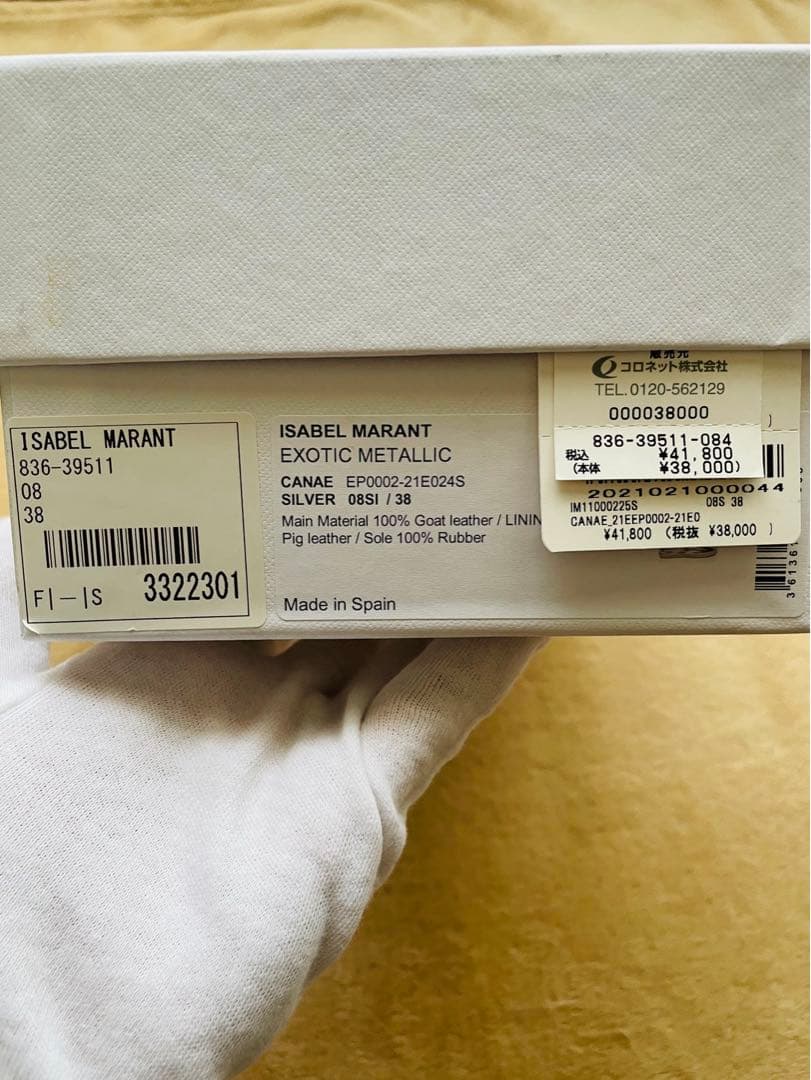 ISABEL MARANT
836-39511
08
38
F|-|S 3322301
ISABEL MARANT
EXOTIC METALLIC
CANAE EP0002-21E024S
SILVER 08SI / 38
Main Material 100% Goat leather / LININ
Pig leather / Sole 100% Rubber
Made in Spain
販売元
コロネット株式会社
TEL.0120-562129
000038000
836-39511-084
税込 ¥41,800
(本体 ¥38,000)
2021021000044
IM11000225S 08S 38
CANAE_21EEP0002-21E0
¥41,800 (税抜 ¥38,000 )